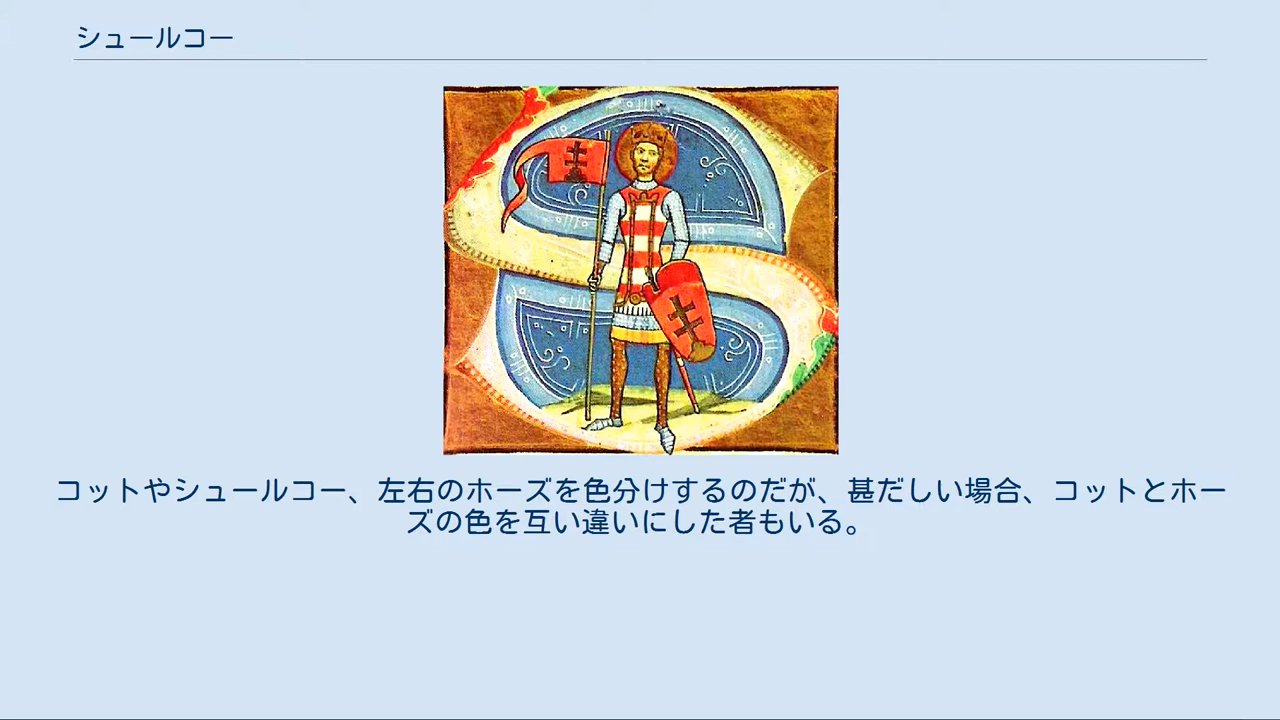 シュールコー
コットやシュールコー、左右のホーズを色分けするのだが、甚だしい場合、コットとホー
ズの色を互い違いにした者もいる。